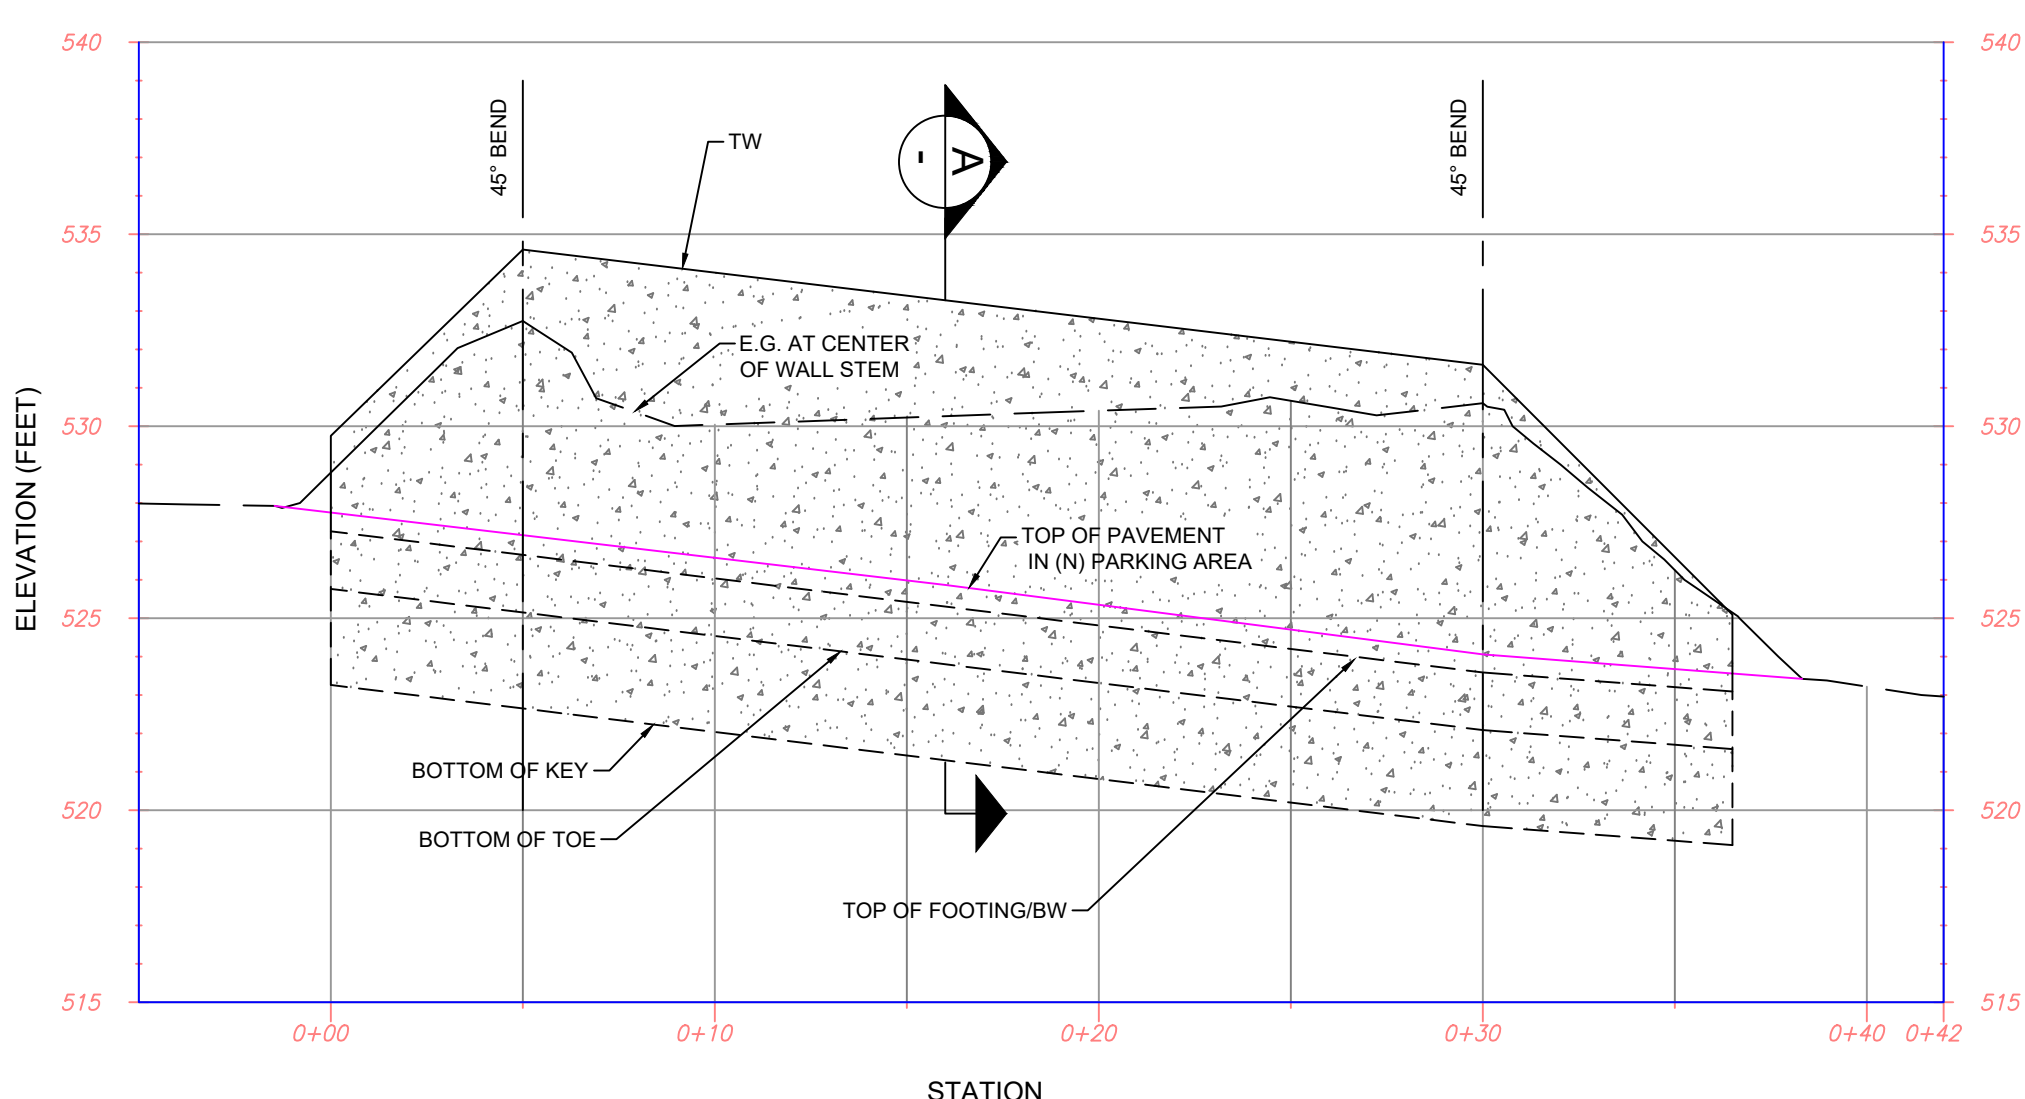 540
540
45° BEND
TW
-
A
45° BEND
535
535
E.G. AT CENTER
OF WALL STEM
530
530
ELEVATION (FEET)
TOP OF PAVEMENT
IN (N) PARKING AREA
525
525
BOTTOM OF KEY
520
520
BOTTOM OF TOE
TOP OF FOOTING/BW
515
515
0+00
0+10
0+20
0+30
0+40
0+42
STATION